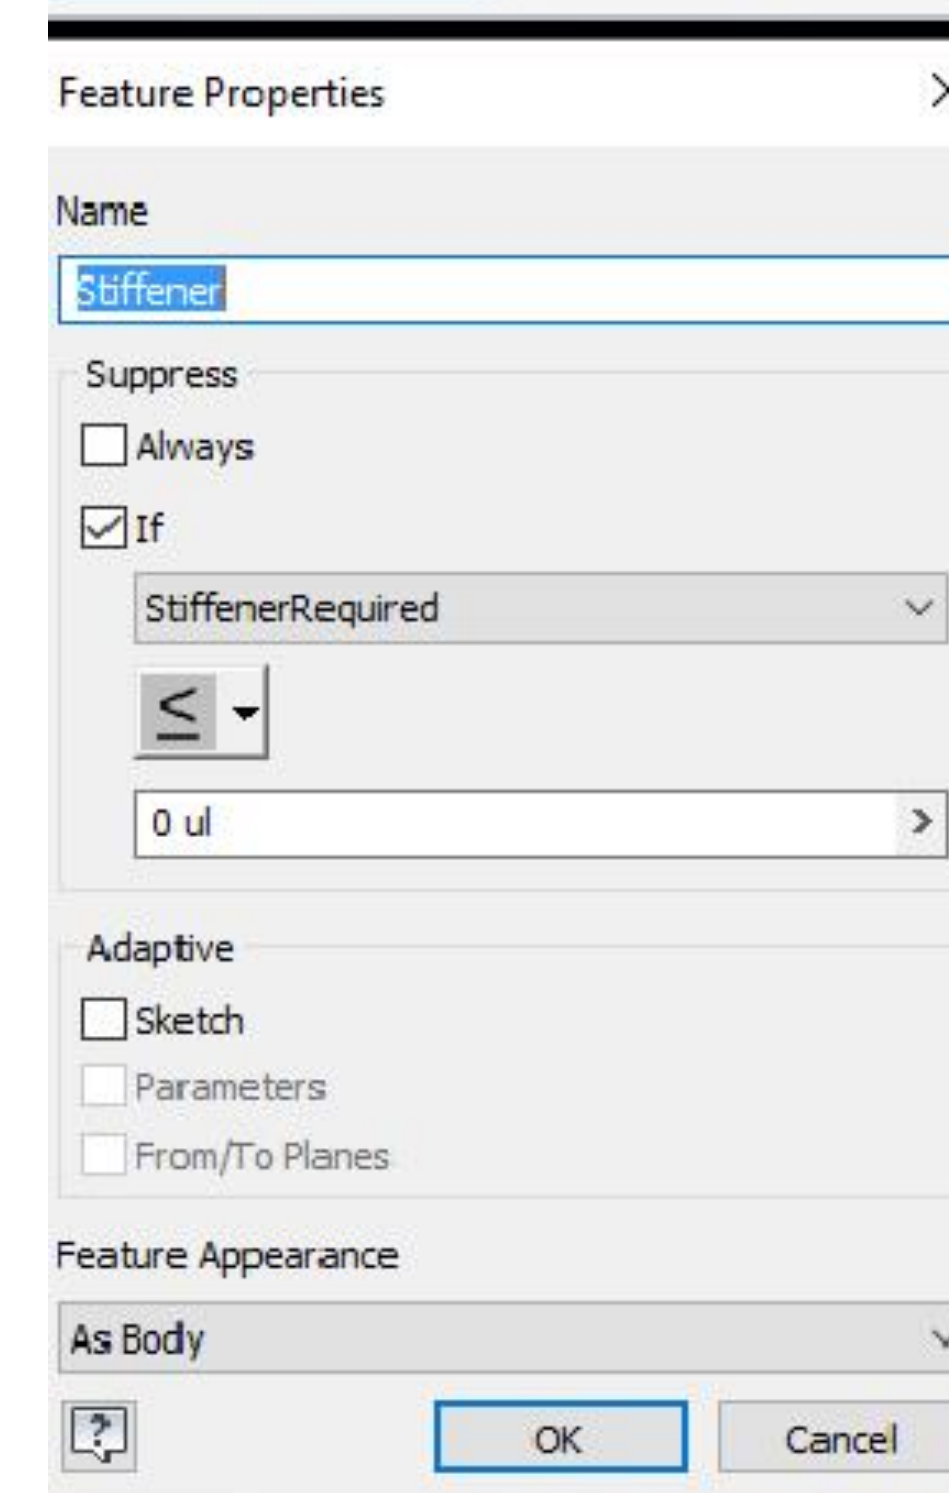 Feature Properties
Name
Stiffener
Suppress
Always
If
StiffenerRequired
≤
0 ul
Adaptive
Sketch
Parameters
From/To Planes
Feature Appearance
As Body
?
OK
Cancel